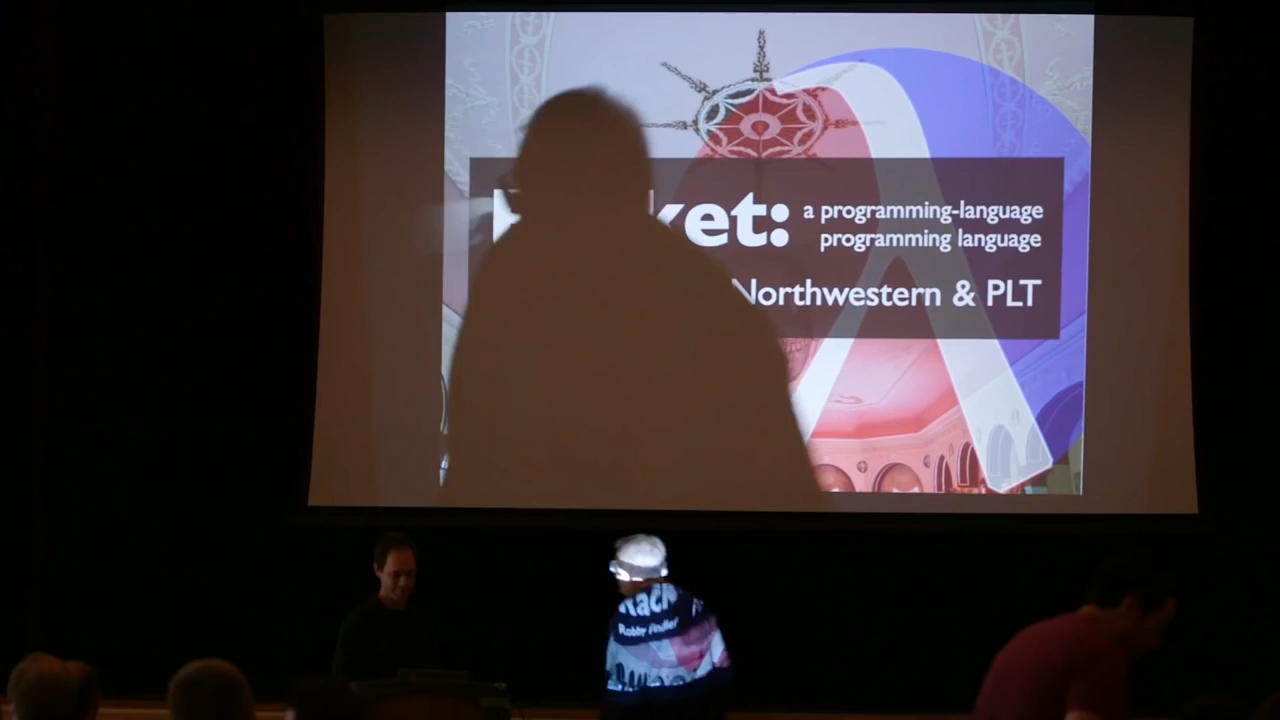 ket:
a programming-language
programming language
Northwestern & PLT
Rack
Robby Findler